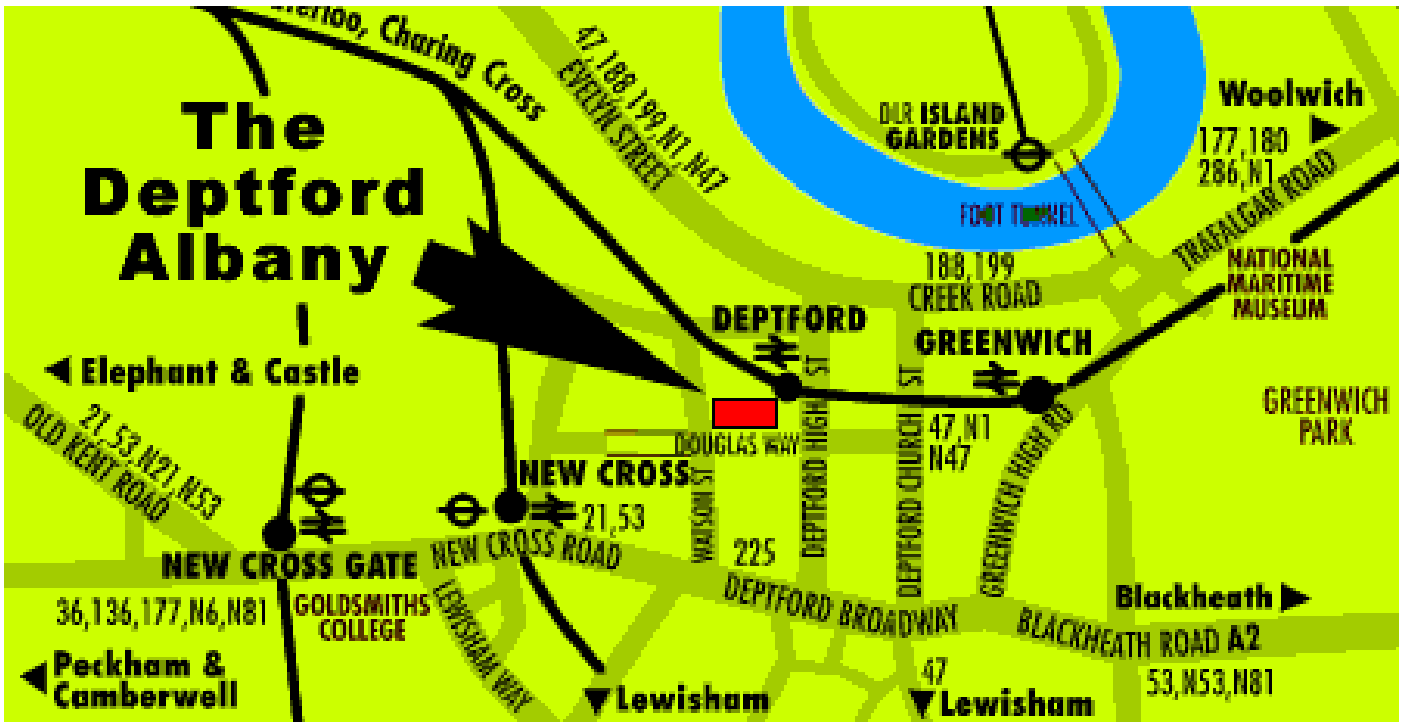 terloo, Charing Cross
47,188,199,N1,N47
EVELYN STREET
The
Deptford
Albany
DLR ISLAND
GARDENS
FOOT TUNNEL
Woolwich
177,180
286,N1
TRAFALGAR ROAD
188,199
CREEK ROAD
NATIONAL
MARITIME
MUSEUM
DEPTFORD
GREENWICH
Elephant & Castle
21,53,N21,N53
OLD KENT ROAD
DEPTFORD HIGH ST
DEPTFORD CHURCH ST
47,N1
N47
GREENWICH HIGH RD
GREENWICH
PARK
DOUGLAS WAY
WATSON ST
NEW CROSS
21,53
NEW CROSS GATE
NEW CROSS ROAD
225
36,136,177,N6,N81
GOLDSMITHS
COLLEGE
LEWISHAM WAY
DEPTFORD BROADWAY
Blackheath
BLACKHEATH ROAD A2
53,N53,N81
Peckham &
Camberwell
Lewisham
47
Lewisham